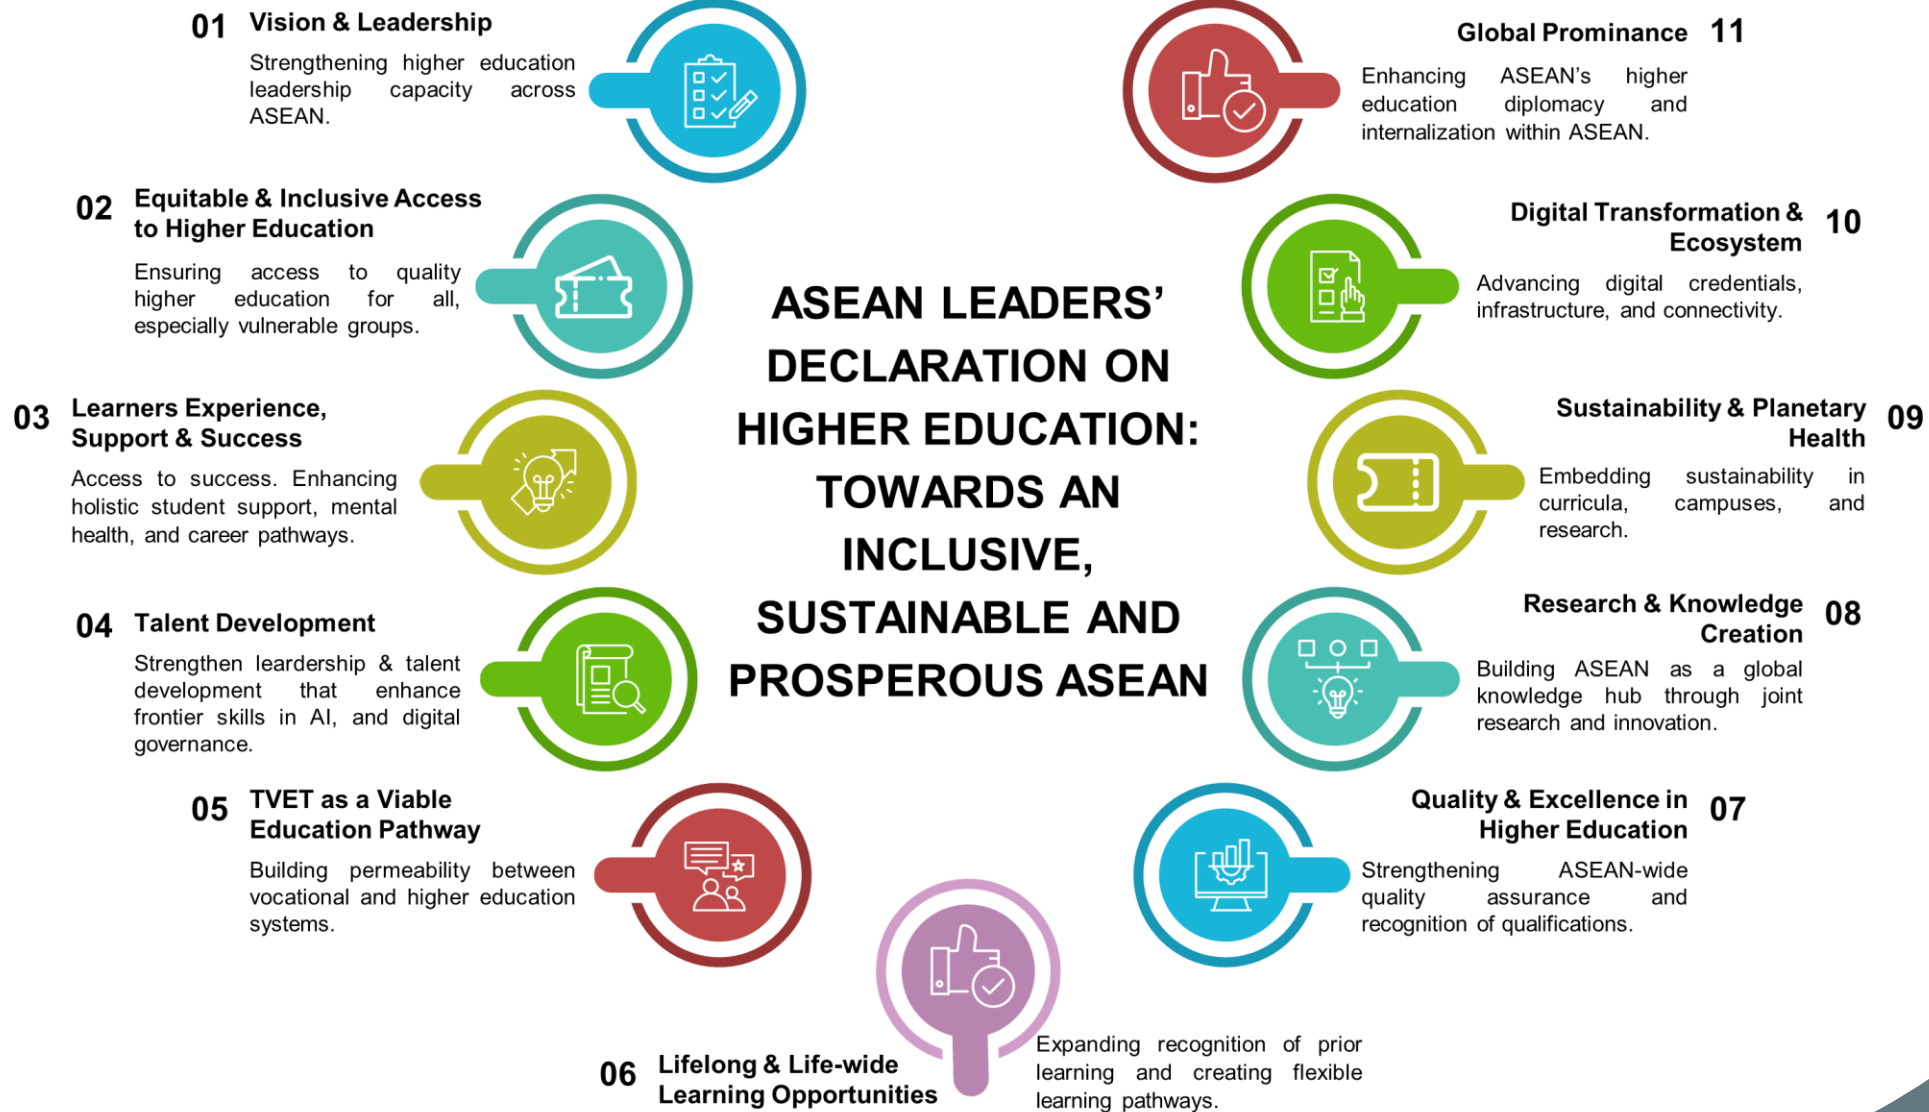 01
Vision & Leadership
Strengthening higher education
leadership capacity across
ASEAN.
02
Equitable & Inclusive Access
to Higher Education
Ensuring access to quality
higher education for all,
especially vulnerable groups.
03
Learners Experience,
Support & Success
Access to success. Enhancing
holistic student support, mental
health, and career pathways.
04
Talent Development
Strengthen leardership & talent
development that enhance
frontier skills in AI, and digital
governance.
05
TVET as a Viable
Education Pathway
Building permeability between
vocational and higher education
systems.
06
Lifelong & Life-wide
Learning Opportunities
Expanding recognition of prior
learning and creating flexible
learning pathways.
ASEAN LEADERS’
DECLARATION ON
HIGHER EDUCATION:
TOWARDS AN
INCLUSIVE,
SUSTAINABLE AND
PROSPEROUS ASEAN
Global Prominance
11
Enhancing ASEAN’s higher
education diplomacy and
internalization within ASEAN.
Digital Transformation &
Ecosystem
10
Advancing digital credentials,
infrastructure, and connectivity.
Sustainability & Planetary
Health
09
Embedding sustainability in
curricula, campuses, and
research.
Research & Knowledge
Creation
08
Building ASEAN as a global
knowledge hub through joint
research and innovation.
Quality & Excellence in
Higher Education
07
Strengthening ASEAN-wide
quality assurance and
recognition of qualifications.